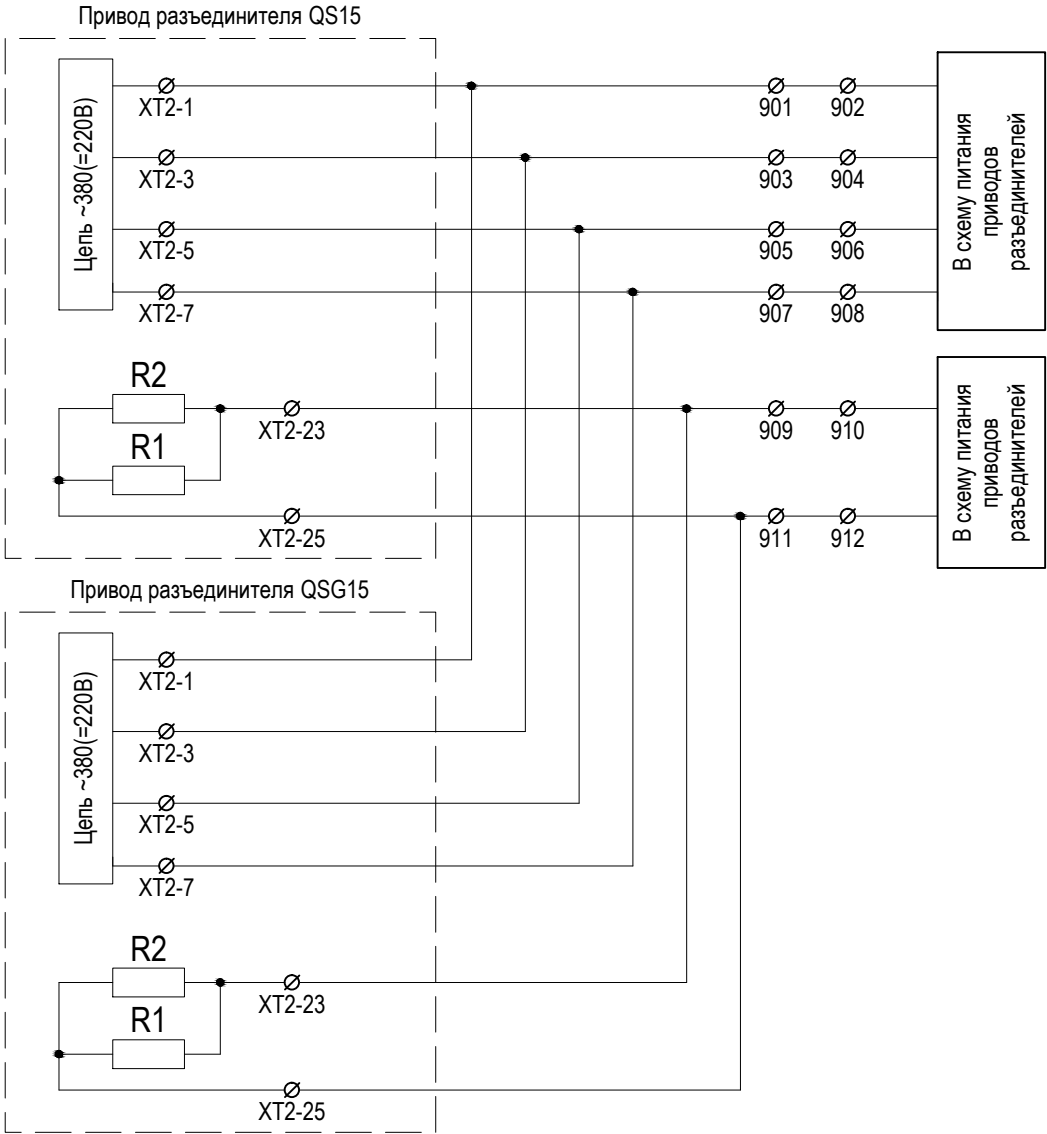 Привод разъединителя QS15
Цепь ~380(=220В)
XT2-1
901
902
XT2-3
903
904
XT2-5
905
906
XT2-7
907
908
В схему питания
приводов
разъединителей
R2
XT2-23
909
910
R1
XT2-25
911
912
В схему питания
приводов
разъединителей
Привод разъединителя QSG15
Цепь ~380(=220В)
XT2-1
XT2-3
XT2-5
XT2-7
R2
XT2-23
R1
XT2-25